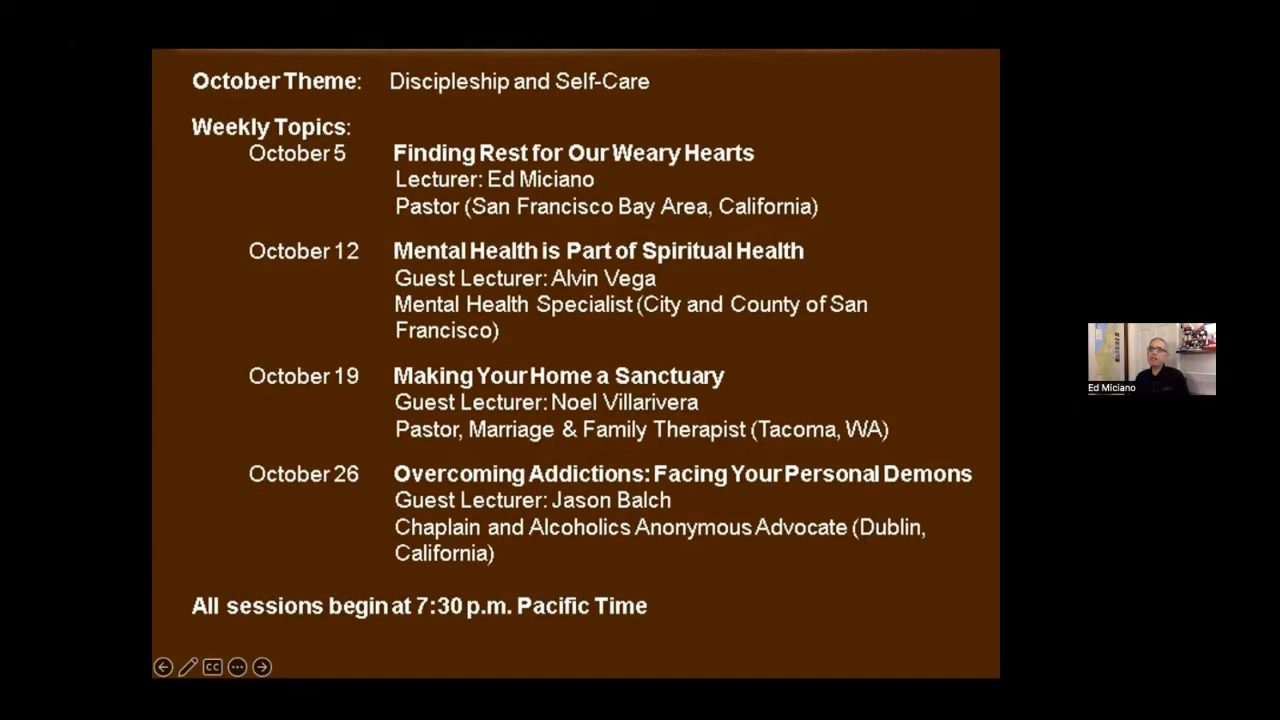 October Theme: Discipleship and Self-Care
Weekly Topics:
October 5 Finding Rest for Our Weary Hearts
Lecturer: Ed Miciano
Pastor (San Francisco Bay Area, California)
October 12 Mental Health is Part of Spiritual Health
Guest Lecturer: Alvin Vega
Mental Health Specialist (City and County of San
Francisco)
October 19 Making Your Home a Sanctuary
Guest Lecturer: Noel Villarivera
Pastor, Marriage & Family Therapist (Tacoma, WA)
October 26 Overcoming Addictions: Facing Your Personal Demons
Guest Lecturer: Jason Balch
Chaplain and Alcoholics Anonymous Advocate (Dublin,
California)
All sessions begin at 7:30 p.m. Pacific Time
CC
Ed Miciano